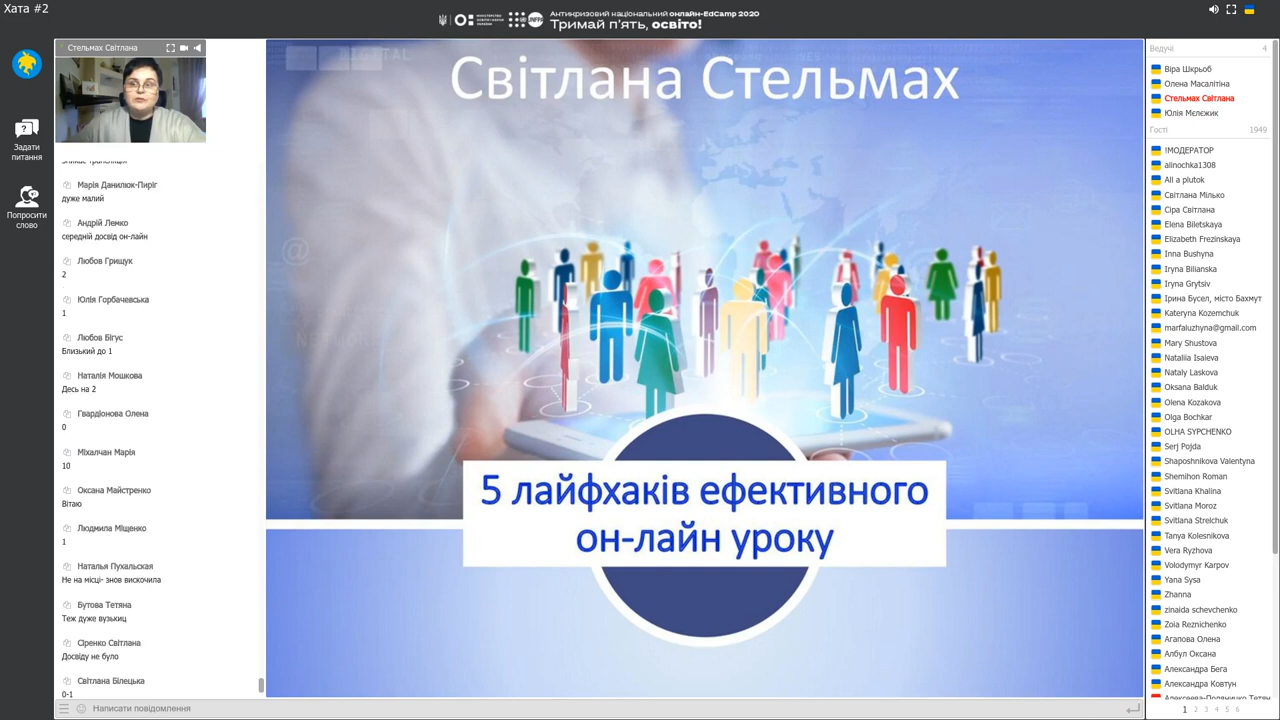 Хата #2
МІНІСТЕРСТВО
ОСВІТИ І НАУКИ
УКРАЇНИ
Антикризовий національний онлайн-EdCamp 2020
Тримай п'ять, освіто!
Задати
питання
Попросити
слово
Стельмах Світлана
Марія Данилюк-Пиріг
дуже малий
Андрій Лемко
середній досвід он-лайн
Любов Грищук
2
Юлія Горбачевська
1
Любов Бігус
Близький до 1
Наталія Мошкова
Десь на 2
Гвардіонова Олена
0
Міхалчан Марія
10
Оксана Майстренко
Вітаю
Людмила Міщенко
1
Наталья Пухальская
Не на місці- знов вискочила
Бутова Тетяна
Теж дуже вузькиц
Сіренко Світлана
Досвіду не було
Світлана Білецька
0-1
Написати повідомлення
DIGITAL
Світлана Стельмах
5 лайфхаків ефективного
он-лайн уроку
Ведучі 4
Віра Шкрьоб
Олена Масалітіна
Стельмах Світлана
Юлія Мєлєжик
Гості 1949
!МОДЕРАТОР
alinochka1308
All a plutok
Світлана Мілько
Сіра Світлана
Elena Biletskaya
Elizabeth Frezinskaya
Inna Bushyna
Iryna Bilianska
Iryna Grytsiv
Ірина Бусел, місто Бахмут
Kateryna Kozemchuk
marfaluzhyna@gmail.com
Mary Shustova
Nataliia Isaieva
Nataly Laskova
Oksana Balduk
Olena Kozakova
Olga Bochkar
OLHA SYPCHENKO
Serj Pojda
Shaposhnikova Valentyna
Shemihon Roman
Svitlana Khalina
Svitlana Moroz
Svitlana Strelchuk
Tanya Kolesnikova
Vera Ryzhova
Volodymyr Karpov
Yana Sysa
Zhanna
zinaida schevchenko
Zoia Reznichenko
Агапова Олена
Албул Оксана
Александра Бега
Александра Ковтун
1 2 3 4 5 6